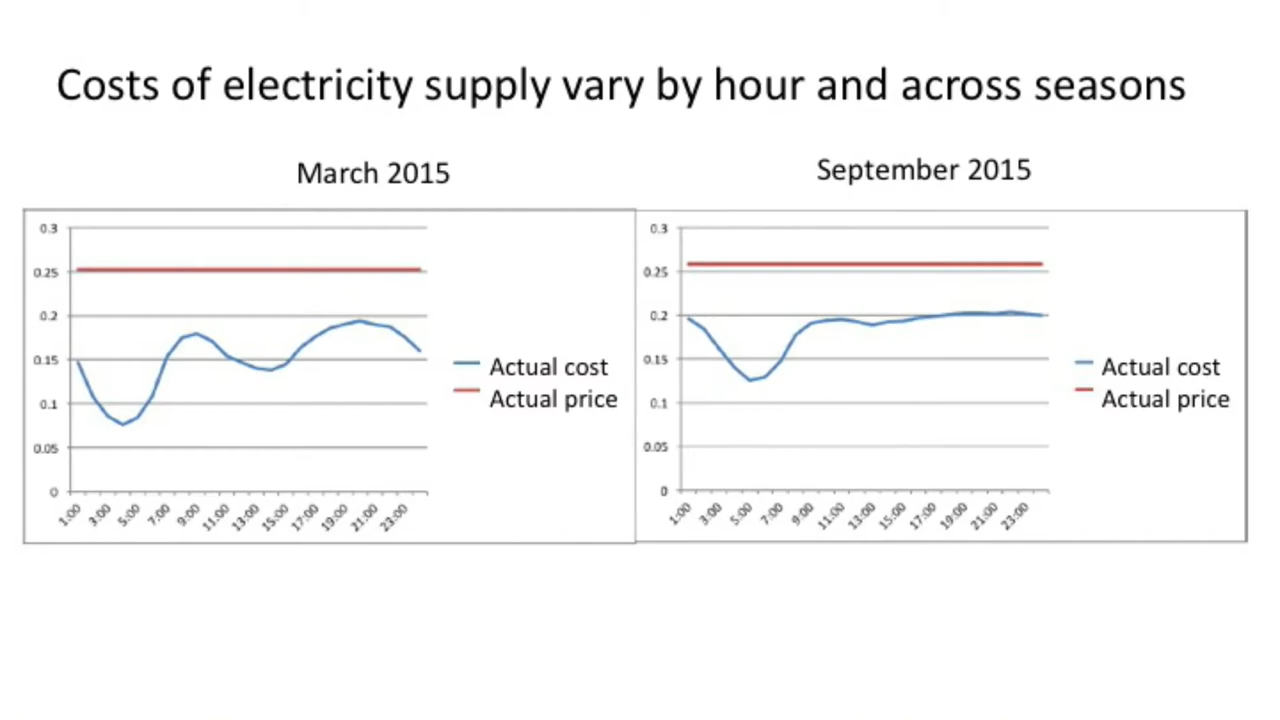 Costs of electricity supply vary by hour and across seasons
March 2015
0.3
0.25
0.2
0.15
0.1
0.05
0
1:00 3:00 5:00 7:00 9:00 11:00 13:00 15:00 17:00 19:00 21:00 23:00
Actual cost
Actual price
September 2015
0.3
0.25
0.2
0.15
0.1
0.05
0
1:00 3:00 5:00 7:00 9:00 11:00 13:00 15:00 17:00 19:00 21:00 23:00
Actual cost
Actual price